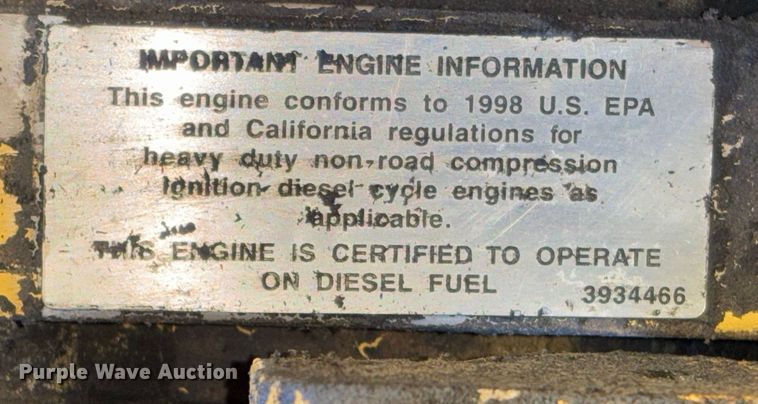 IMPORTANT ENGINE INFORMATION
This engine conforms to 1998 U.S. EPA
and California regulations for
heavy duty non-road compression
ignition diesel cycle engines as
applicable.
THIS ENGINE IS CERTIFIED TO OPERATE
ON DIESEL FUEL
3934466
Purple Wave Auction